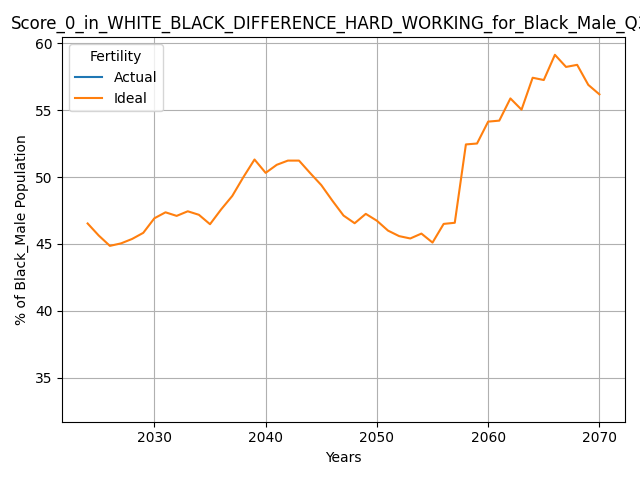 Score_0_in_WHITE_BLACK_DIFFERENCE_HARD_WORKING_for_Black_Male_Q
Fertility
Actual
Ideal
% of Black_Male Population
60
55
50
45
40
35
2030
2040
2050
2060
2070
Years